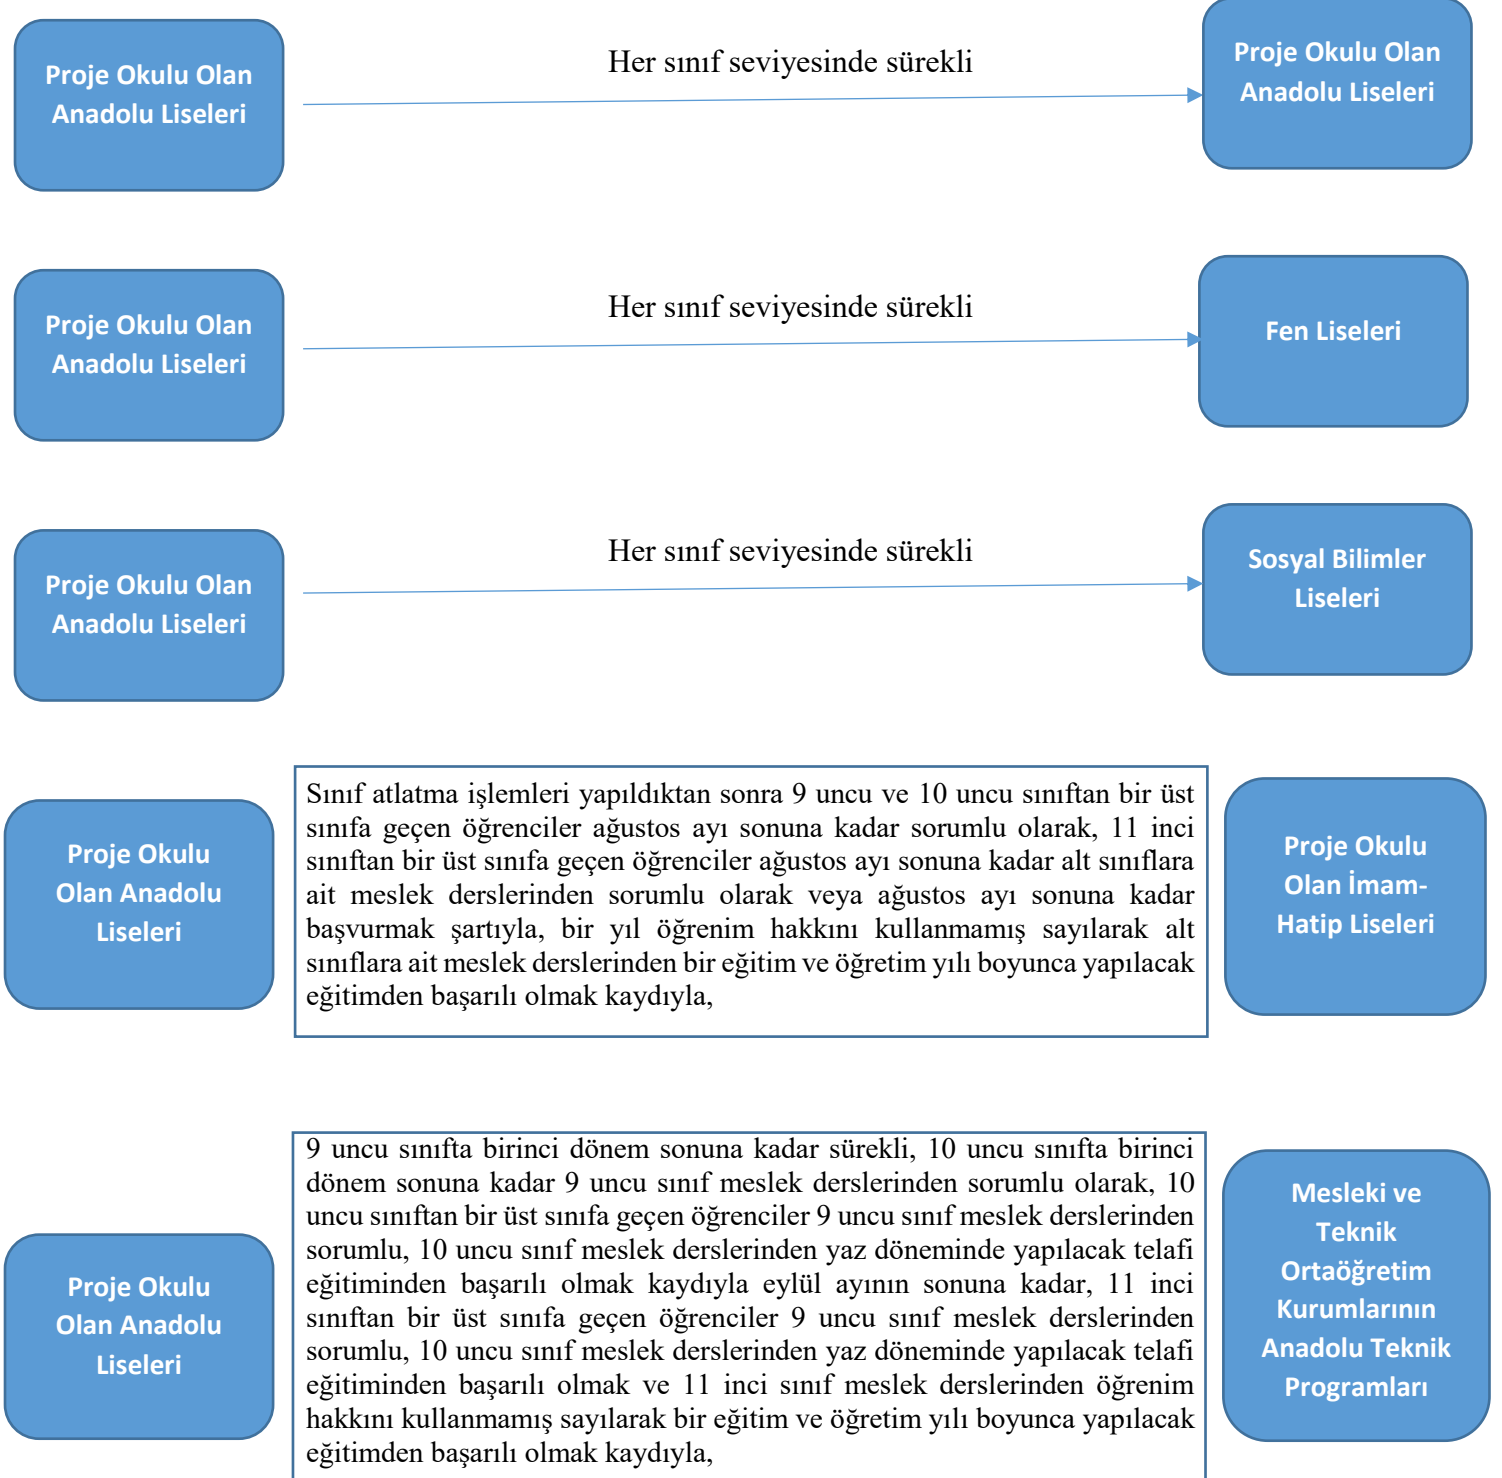 Proje Okulu Olan
Anadolu Liseleri
Her sınıf seviyesinde sürekli
Proje Okulu Olan
Anadolu Liseleri
Proje Okulu Olan
Anadolu Liseleri
Her sınıf seviyesinde sürekli
Fen Liseleri
Proje Okulu Olan
Anadolu Liseleri
Her sınıf seviyesinde sürekli
Sosyal Bilimler
Liseleri
Proje Okulu
Olan Anadolu
Liseleri
Sınıf atlatma işlemleri yapıldıktan sonra 9 uncu ve 10 uncu sınıftan bir üst
sınıfa geçen öğrenciler ağustos ayı sonuna kadar sorumlu olarak, 11 inci
sınıftan bir üst sınıfa geçen öğrenciler ağustos ayı sonuna kadar alt sınıflara
ait meslek derslerinden sorumlu olarak veya ağustos ayı sonuna kadar
başvurmak şartıyla, bir yıl öğrenim hakkını kullanmamış sayılarak alt
sınıflara ait meslek derslerinden bir eğitim ve öğretim yılı boyunca yapılacak
eğitimden başarılı olmak kaydıyla,
Proje Okulu
Olan İmam-
Hatip Liseleri
Proje Okulu
Olan Anadolu
Liseleri
9 uncu sınıfta birinci dönem sonuna kadar sürekli, 10 uncu sınıfta birinci
dönem sonuna kadar 9 uncu sınıf meslek derslerinden sorumlu olarak, 10
uncu sınıftan bir üst sınıfa geçen öğrenciler 9 uncu sınıf meslek derslerinden
sorumlu, 10 uncu sınıf meslek derslerinden yaz döneminde yapılacak telafi
eğitiminden başarılı olmak kaydıyla eylül ayının sonuna kadar, 11 inci
sınıftan bir üst sınıfa geçen öğrenciler 9 uncu sınıf meslek derslerinden
sorumlu, 10 uncu sınıf meslek derslerinden yaz döneminde yapılacak telafi
eğitiminden başarılı olmak ve 11 inci sınıf meslek derslerinden öğrenim
hakkını kullanmamış sayılarak bir eğitim ve öğretim yılı boyunca yapılacak
eğitimden başarılı olmak kaydıyla,
Mesleki ve
Teknik
Ortaöğretim
Kurumlarının
Anadolu Teknik
Programları